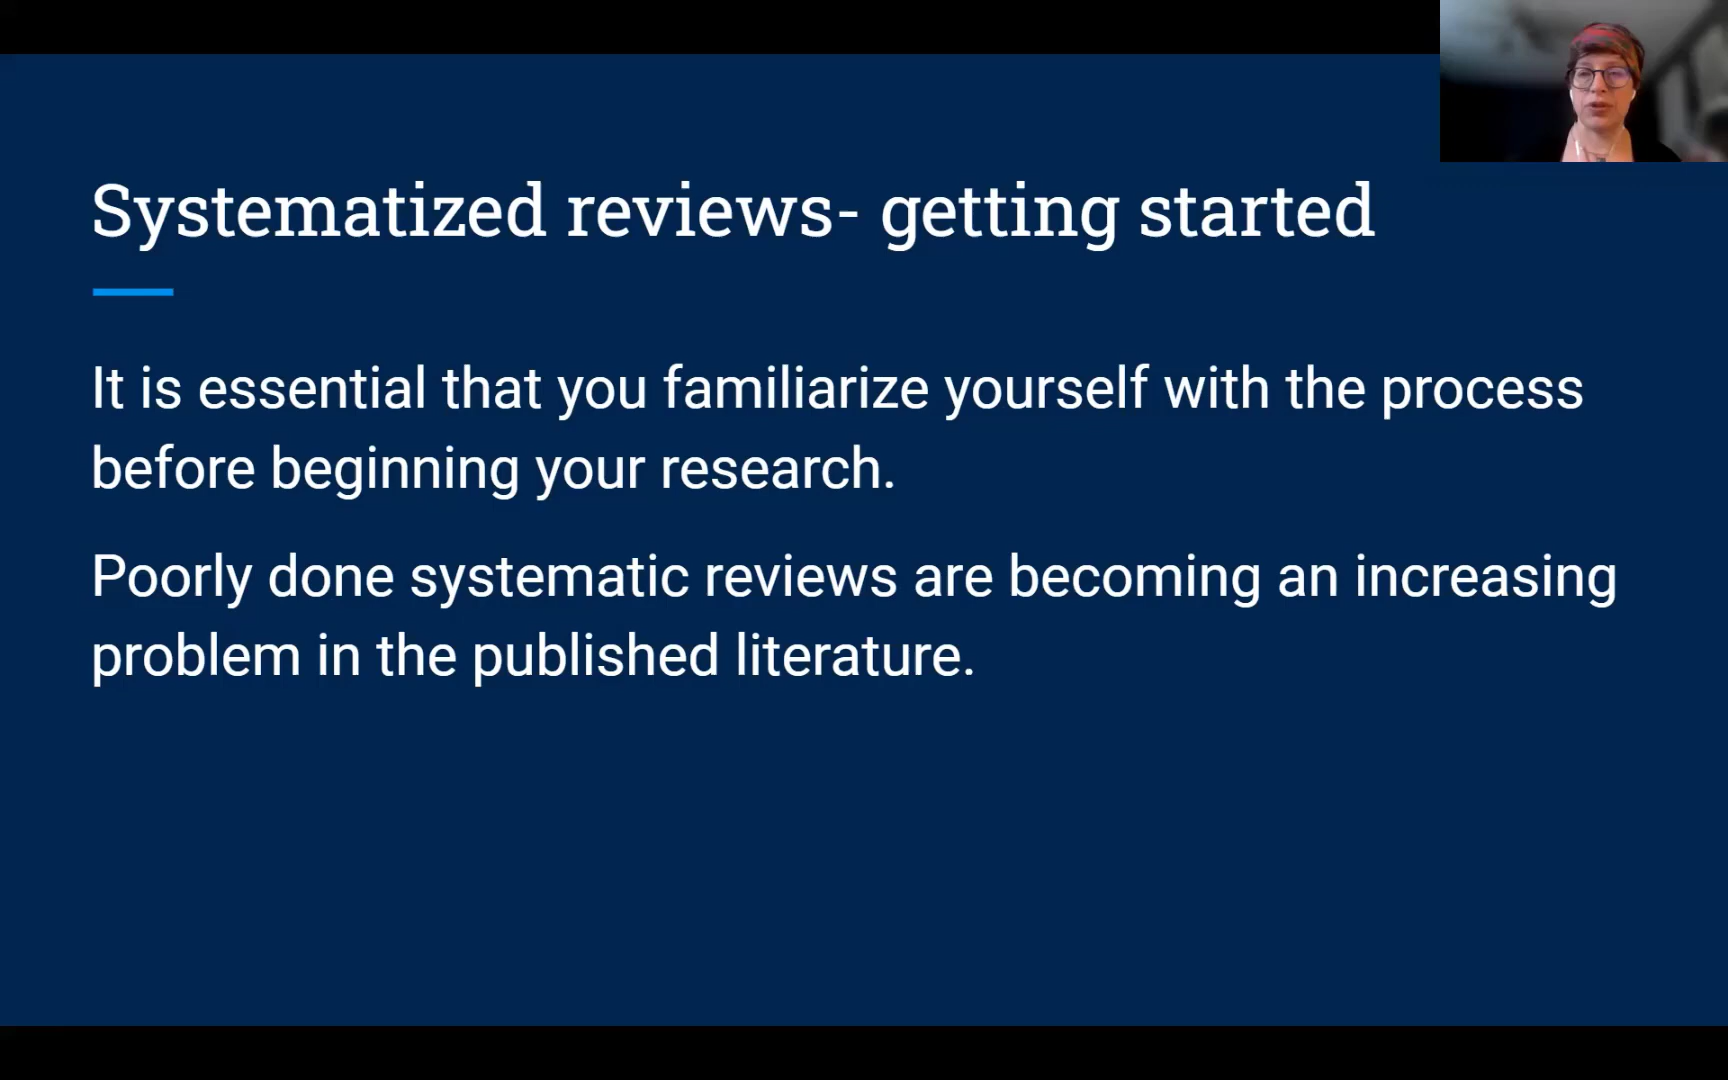 Systematized reviews- getting started
It is essential that you familiarize yourself with the process
before beginning your research.
Poorly done systematic reviews are becoming an increasing
problem in the published literature.